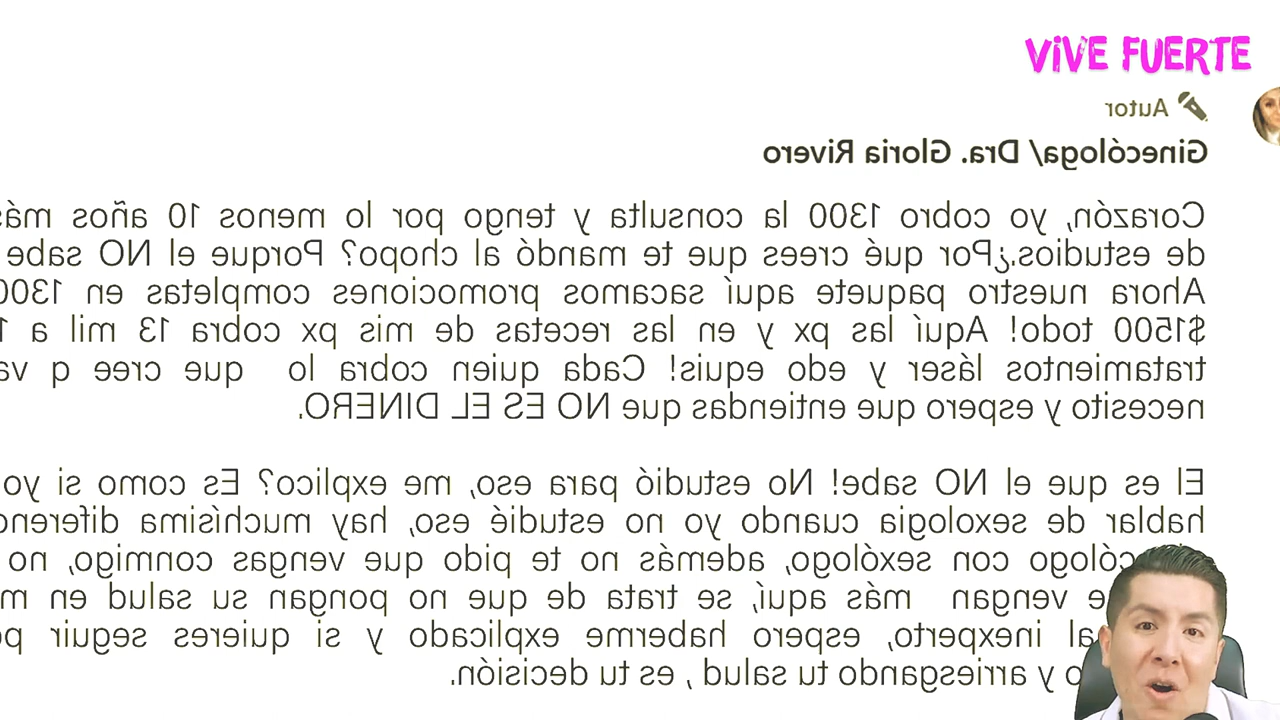 VIVE FUERTE
Autor
Ginecóloga/ Dra. Gloria Rivero
Corazón, yo cobro 1300 la consulta y tengo por lo menos 10 años más
de estudios.¿Por qué crees que te mandó al chopo? Porque el NO sabe
Ahora nuestro paquete aquí sacamos promociones completas en 1300
$1500 todo! Aquí las px y en las recetas de mis px cobra 13 mil a
tratamientos láser y edo equis! Cada quien cobra lo que cree q va
necesito y espero que entiendas que NO ES EL DINERO.
El es que el NO sabe! No estudió para eso, me explico? Es como si yo
hablar de sexologia cuando yo no estudié eso, hay muchísima
con sexólogo, además no te pido que vengas conmigo, no
vengan más aquí, se trata de que no pongan su salud en
al inexperto, espero haberme explicado y si quieres seguir
y arriesgando tu salud , es tu decisión.